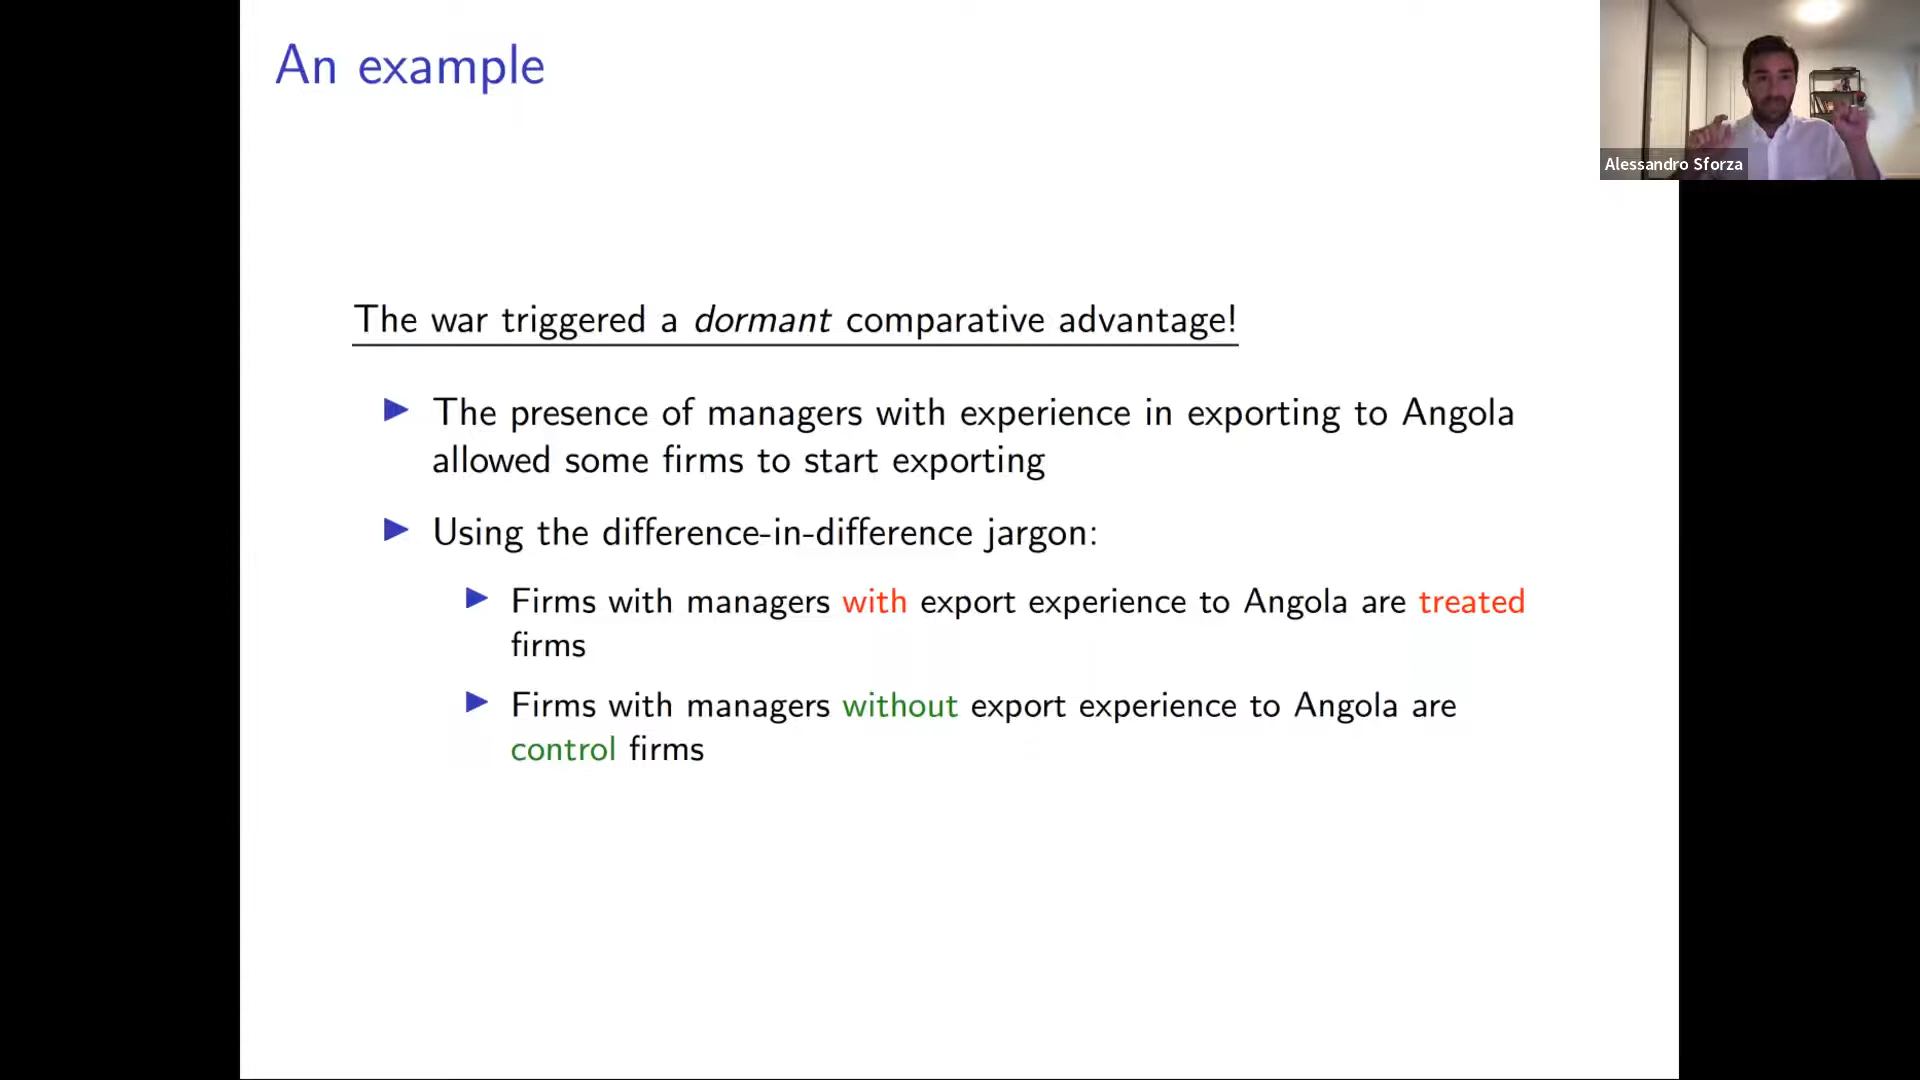 An example
Alessandro Sforza
The war triggered a dormant comparative advantage!
The presence of managers with experience in exporting to Angola
allowed some firms to start exporting
Using the difference-in-difference jargon:
Firms with managers with export experience to Angola are treated
firms
Firms with managers without export experience to Angola are
control firms